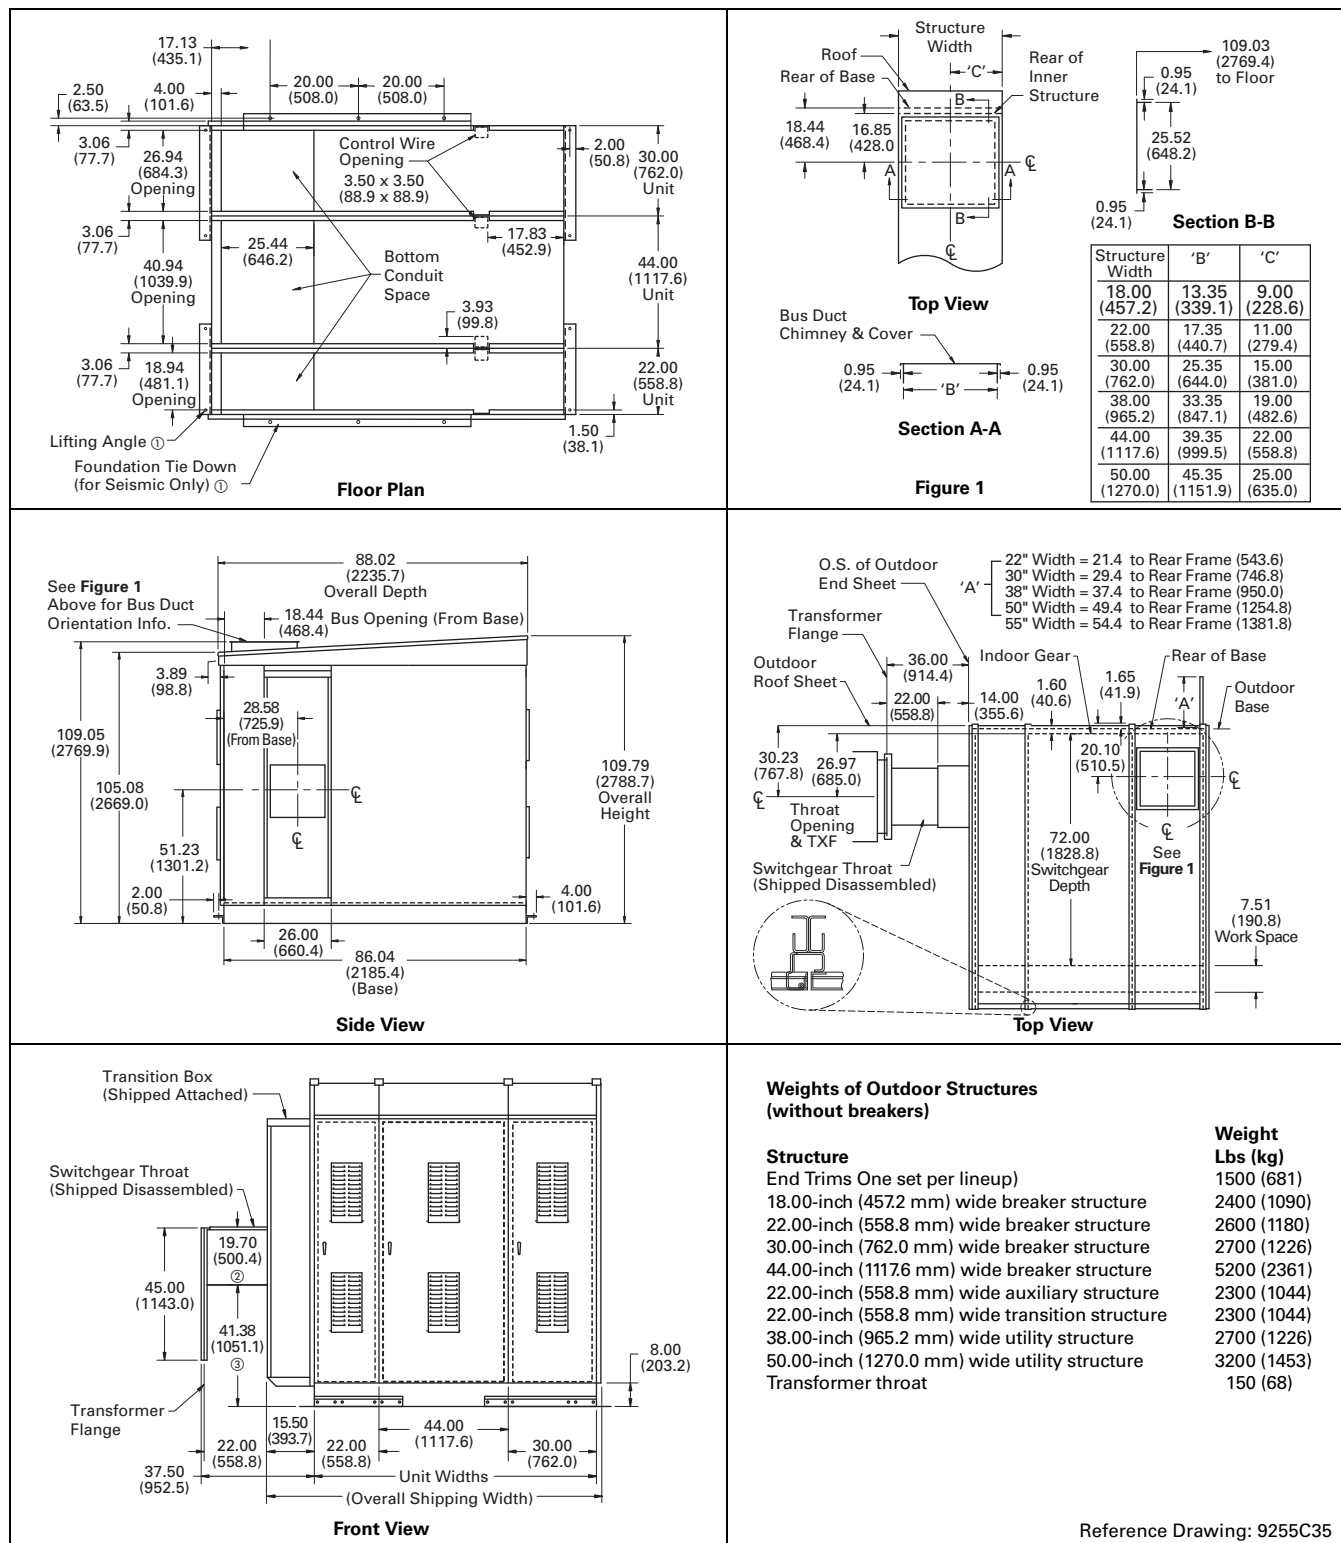 17.13
(435.1)
2.50
(63.5)
4.00
(101.6)
20.00
(508.0)
20.00
(508.0)
3.06
(77.7)
26.94
(684.3)
Opening
Control Wire
Opening
3.50 x 3.50
(88.9 x 88.9)
2.00
(50.8)
30.00
(762.0)
Unit
3.06
(77.7)
25.44
(646.2)
17.83
(452.9)
40.94
(1039.9)
Opening
Bottom
Conduit
Space
44.00
(1117.6)
Unit
3.93
(99.8)
3.06
(77.7)
18.94
(481.1)
Opening
22.00
(558.8)
Unit
1.50
(38.1)
Lifting Angle ①
Foundation Tie Down
(for Seismic Only) ①
Floor Plan
Structure
Width
Roof
'C'
Rear of
Inner
Structure
Rear of Base
B
18.44
(468.4)
16.85
(428.0
A
A
℄
B
℄
Top View
109.03
(2769.4)
to Floor
0.95
(24.1)
25.52
(648.2)
0.95
(24.1)
Section B-B
Bus Duct
Chimney & Cover
0.95
(24.1)
'B'
0.95
(24.1)
Section A-A
Figure 1
Structure Width 'B' 'C'
18.00 13.35 9.00
(457.2) (339.1) (228.6)
22.00 17.35 11.00
(558.8) (440.7) (279.4)
30.00 25.35 15.00
(762.0) (644.0) (381.0)
38.00 33.35 19.00
(965.2) (847.1) (482.6)
44.00 39.35 22.00
(1117.6) (999.5) (558.8)
50.00 45.35 25.00
(1270.0) (1151.9) (635.0)
88.02
(2235.7)
Overall Depth
See Figure 1
Above for Bus Duct
Orientation Info.
18.44
(468.4)
Bus Opening (From Base)
3.89
(98.8)
28.58
(725.9)
(From Base)
109.05
(2769.9)
105.08
(2669.0)
℄
℄
109.79
(2788.7)
Overall
Height
51.23
(1301.2)
2.00
(50.8)
4.00
(101.6)
26.00
(660.4)
86.04
(2185.4)
(Base)
Side View
O.S. of Outdoor
End Sheet
'A'
22" Width = 21.4 to Rear Frame (543.6)
30" Width = 29.4 to Rear Frame (746.8)
38" Width = 37.4 to Rear Frame (950.0)
50" Width = 49.4 to Rear Frame (1254.8)
55" Width = 54.4 to Rear Frame (1381.8)
Transformer
Flange
Outdoor
Roof Sheet
36.00
(914.4)
Indoor Gear
Rear of Base
22.00
(558.8)
14.00
(355.6)
1.60
(40.6)
1.65
(41.9)
'A'
Outdoor
Base
30.23
(767.8)
26.97
(685.0)
20.10
(510.5)
℄
℄
Throat
Opening
& TXF
72.00
(1828.8)
Switchgear
Depth
℄
See
Figure 1
Switchgear Throat
(Shipped Disassembled)
7.51
(190.8)
Work Space
Top View
Transition Box
(Shipped Attached)
Switchgear Throat
(Shipped Disassembled)
19.70
(500.4)
②
45.00
(1143.0)
41.38
(1051.1)
③
8.00
(203.2)
Transformer
Flange
15.50
(393.7)
44.00
(1117.6)
22.00
(558.8)
22.00
(558.8)
30.00
(762.0)
37.50
(952.5)
Unit Widths
(Overall Shipping Width)
Front View
Weights of Outdoor Structures
(without breakers)
Structure Weight Lbs (kg)
End Trims One set per lineup) 1500 (681)
18.00-inch (457.2 mm) wide breaker structure 2400 (1090)
22.00-inch (558.8 mm) wide breaker structure 2600 (1180)
30.00-inch (762.0 mm) wide breaker structure 2700 (1226)
44.00-inch (1117.6 mm) wide breaker structure 5200 (2361)
22.00-inch (558.8 mm) wide auxiliary structure 2300 (1044)
22.00-inch (558.8 mm) wide transition structure 2300 (1044)
38.00-inch (965.2 mm) wide utility structure 2700 (1226)
50.00-inch (1270.0 mm) wide utility structure 3200 (1453)
Transformer throat 150 (68)
Reference Drawing: 9255C35